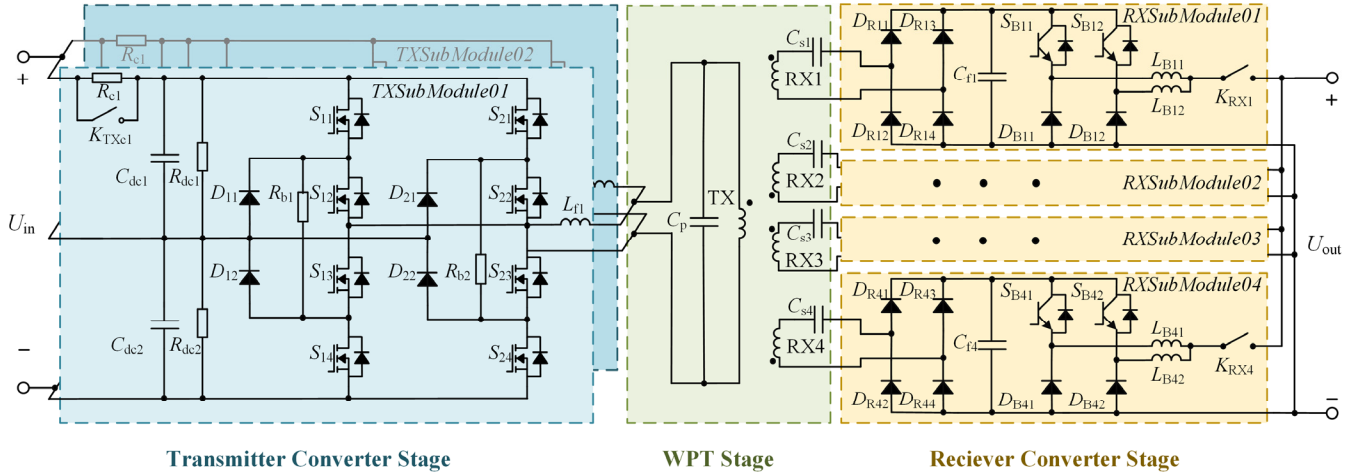 R_c1
TXSubModule02
+
R_c1
K_TXc1
TXSubModule01
S_11
S_21
C_dc1
R_dc1
D_11
R_b1
S_12
D_21
S_22
L_f1
U_in
D_12
S_13
D_22
R_b2
S_23
C_dc2
R_dc2
S_14
S_24
−
C_p
TX
C_s1
RX1
C_s2
RX2
C_s3
RX3
C_s4
RX4
D_R11
D_R13
S_B11
S_B12
RXSubModule01
C_f1
L_B11
L_B12
K_RX1
D_R12
D_R14
D_B11
D_B12
+
RXSubModule02
RXSubModule03
U_out
D_R41
D_R43
S_B41
S_B42
RXSubModule04
C_f4
L_B41
L_B42
K_RX4
D_R42
D_R44
D_B41
D_B42
−
Transmitter Converter Stage
WPT Stage
Reciever Converter Stage